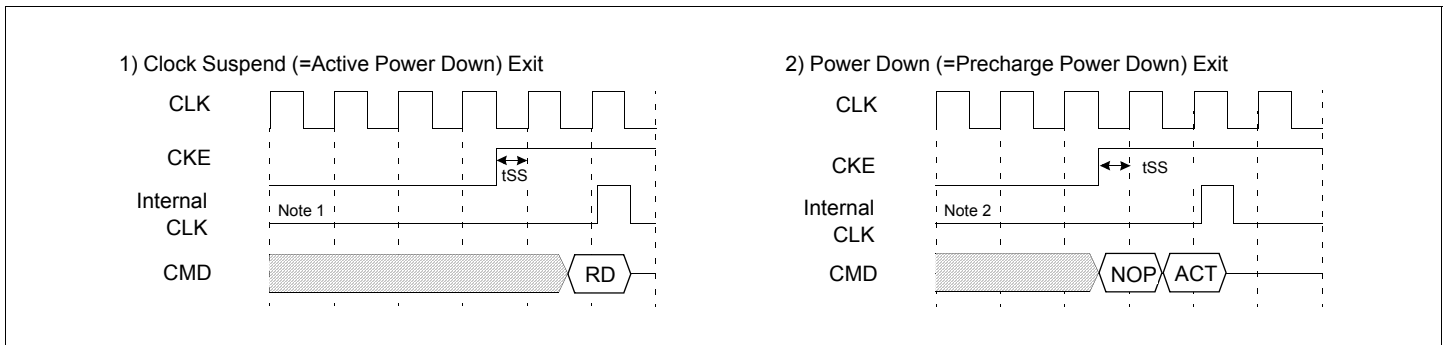 1) Clock Suspend (=Active Power Down) Exit
CLK
CKE
tSS
Internal
CLK
Note 1
CMD
RD
2) Power Down (=Precharge Power Down) Exit
CLK
CKE
tSS
Internal
CLK
Note 2
CMD
NOP
ACT